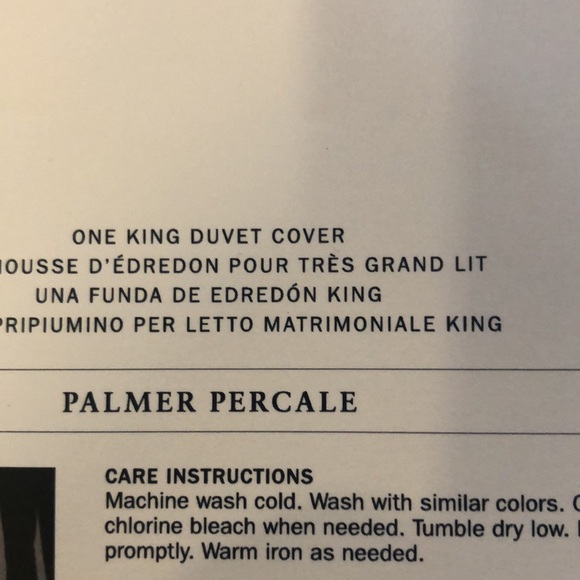 ONE KING DUVET COVER
D'ÉDREDON POUR TRÈS GRAND LIT
UNA FUNDA DE EDREDÓN KING
PER LETTO MATRIMONIALE KING
PALMER PERCALE
CARE INSTRUCTIONS
Machine wash cold. Wash with similar colors.
chlorine bleach when needed. Tumble dry low.
promptly. Warm iron as needed.